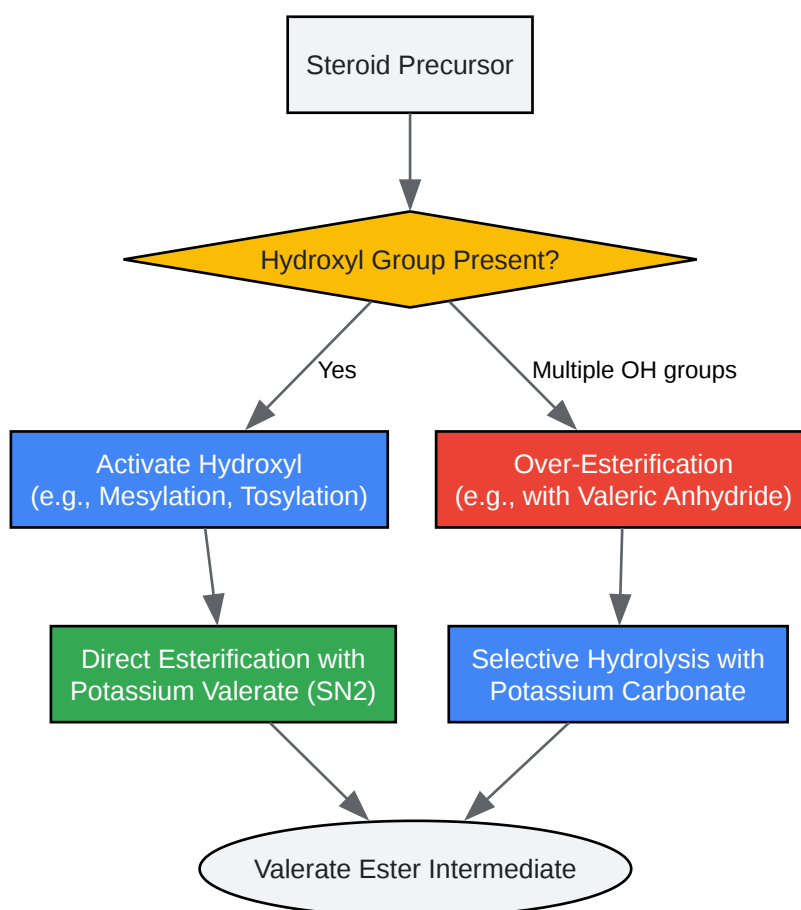 Steroid Precursor
Hydroxyl Group Present?
Yes
Multiple OH groups
Activate Hydroxyl
(e.g., Mesylation, Tosylation)
Over-Esterification
(e.g., with Valeric Anhydride)
Direct Esterification with
Potassium Valerate (SN2)
Selective Hydrolysis with
Potassium Carbonate
Valerate Ester Intermediate